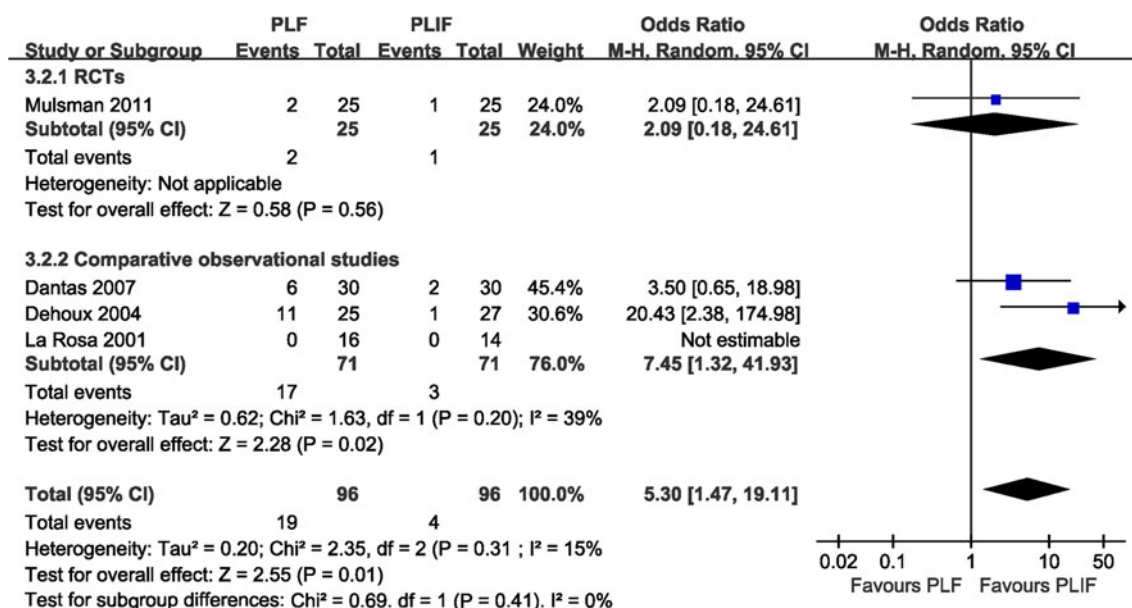 PLF PLIF Odds Ratio Odds Ratio
Study or Subgroup Events Total Events Total Weight M-H, Random, 95% CI M-H, Random, 95% CI
3.2.1 RCTs
Mulsman 2011 2 25 1 25 24.0% 2.09 [0.18, 24.61]
Subtotal (95% CI) 25 25 24.0% 2.09 [0.18, 24.61]
Total events 2 1
Heterogeneity: Not applicable
Test for overall effect: Z = 0.58 (P = 0.56)
3.2.2 Comparative observational studies
Dantas 2007 6 30 2 30 45.4% 3.50 [0.65, 18.98]
Dehoux 2004 11 25 1 27 30.6% 20.43 [2.38, 174.98]
La Rosa 2001 0 16 0 14 Not estimable
Subtotal (95% CI) 71 71 76.0% 7.45 [1.32, 41.93]
Total events 17 3
Heterogeneity: Tau² = 0.62; Chi² = 1.63, df = 1 (P = 0.20); I² = 39%
Test for overall effect: Z = 2.28 (P = 0.02)
Total (95% CI) 96 96 100.0% 5.30 [1.47, 19.11]
Total events 19 4
Heterogeneity: Tau² = 0.20; Chi² = 2.35, df = 2 (P = 0.31 ; I² = 15%
Test for overall effect: Z = 2.55 (P = 0.01)
Test for subgroup differences: Chi² = 0.69. df = 1 (P = 0.41). I² = 0%
0.02 0.1 1 10 50
Favours PLF Favours PLIF